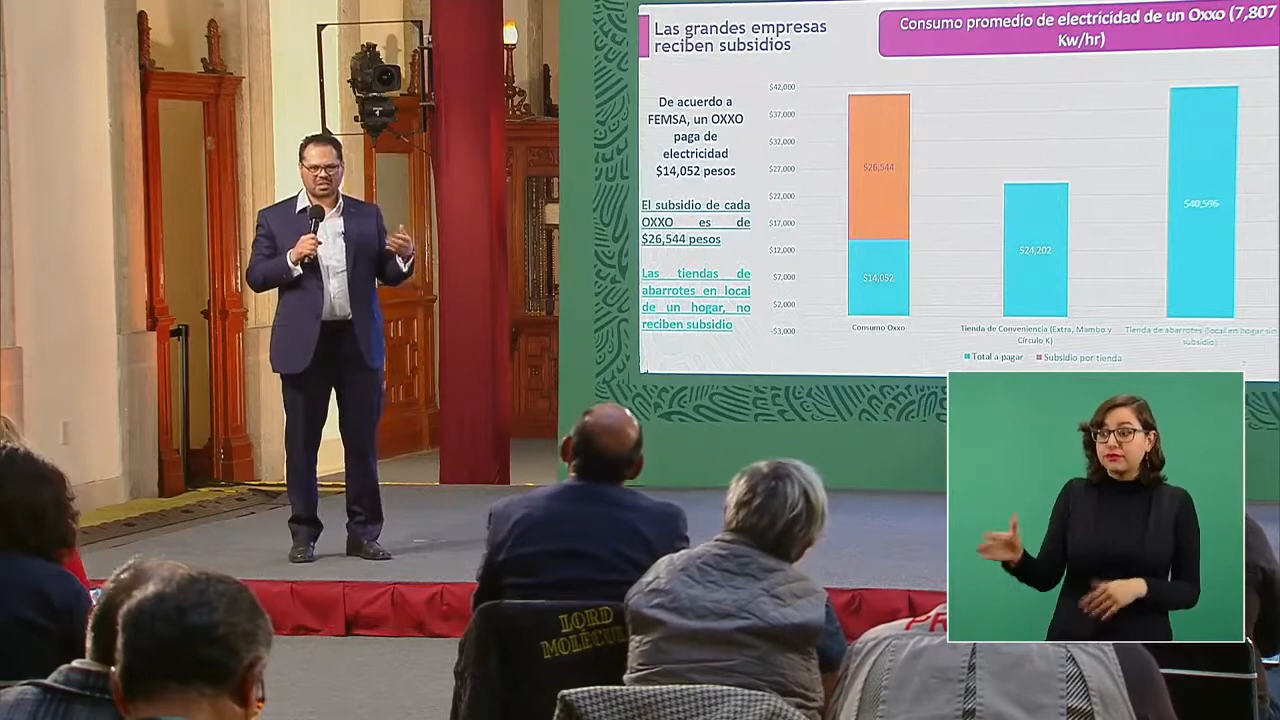 Las grandes empresas
reciben subsidios
Consumo promedio de electricidad de un Oxxo (7,807
Kw/hr)
De acuerdo a
FEMSA, un OXXO
paga de
electricidad
$14,052 pesos
El subsidio de cada
OXXO es de
$26,544 pesos
Las tiendas de
abarrotes en local
de un hogar, no
reciben subsidio
$42,000
$37,000
$32,000
$27,000
$22,000
$17,000
$12,000
$7,000
$2,000
-$3,000
$26,544
$14,052
$24,202
$40,596
Consumo Oxxo
Tienda de Conveniencia (Extra, Mambo y
Círculo K)
Tienda de abarrotes (local en hogar sin
subsidio)
Total a pagar
Subsidio por tienda
LORD
MOLÉCUL
PR